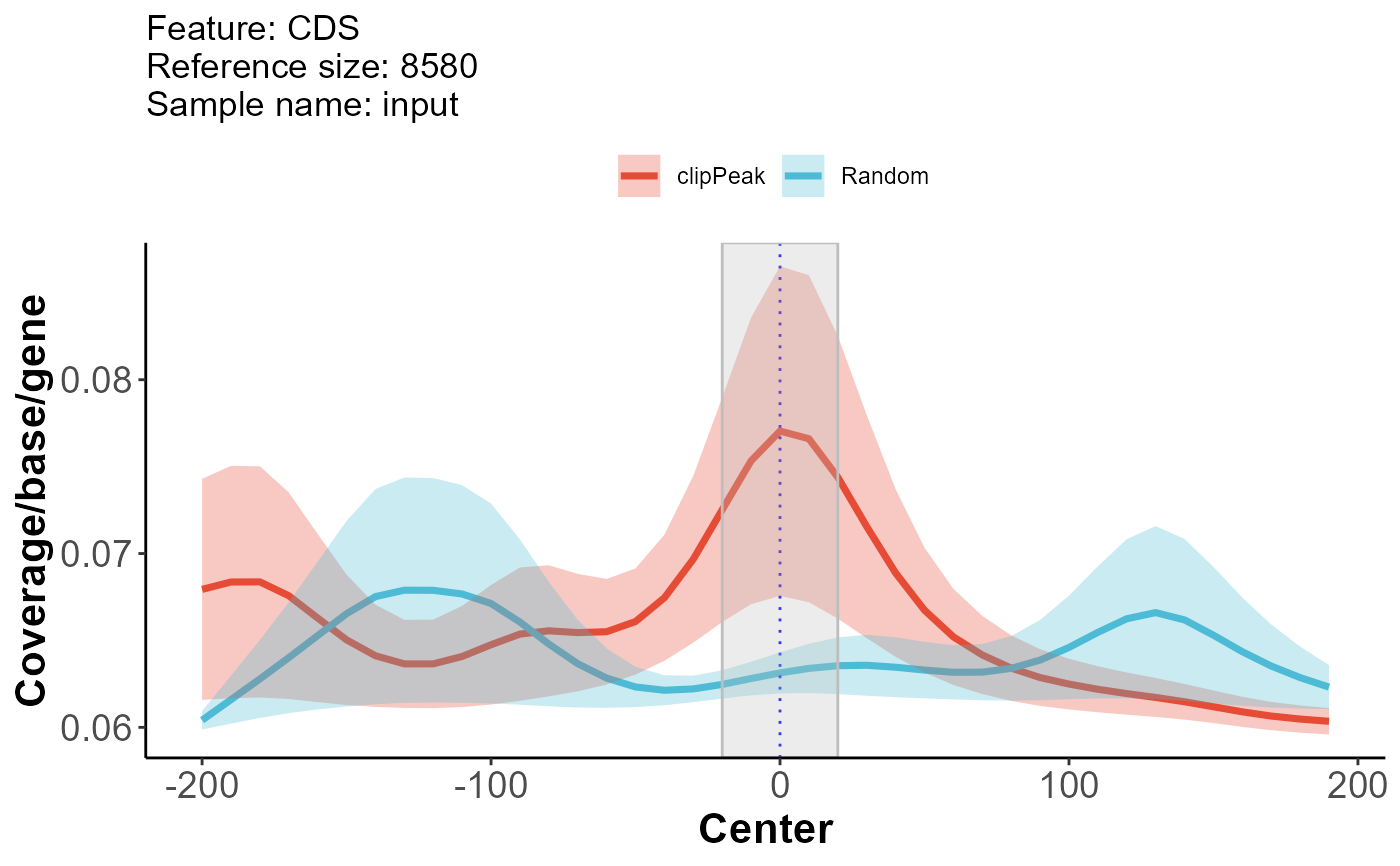 Feature: CDS
Reference size: 8580
Sample name: input
clipPeak Random
Coverage/base/gene
0.08
0.07
0.06
-200 -100 0 100 200
Center